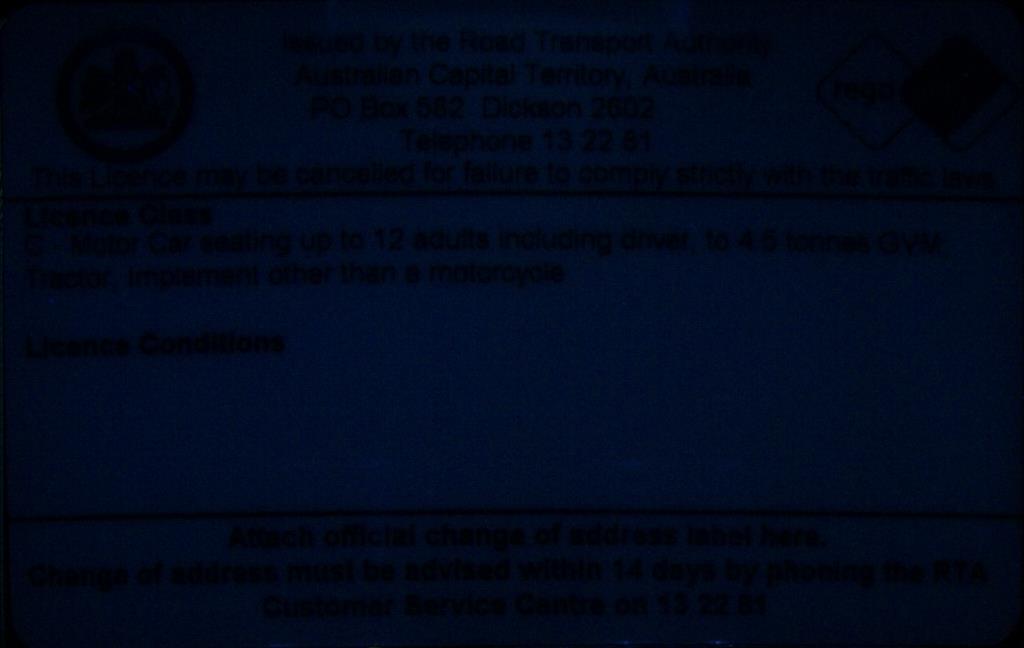 Issued by the Road Transport Authority,
Australian Capital Territory, Australia
PO Box 582 Dickson 2602
Telephone 13 22 81
rego
This Licence may be cancelled for failure to comply strictly with the traffic laws.
Licence Class
C - Motor Car seating up to 12 adults including driver, to 4.5 tonnes GVM;
Tractor, Implement other than a motorcycle
Licence Conditions
Attach official change of address label here.
Change of address must be advised within 14 days by phoning the RTA
Customer Service Centre on 13 22 81